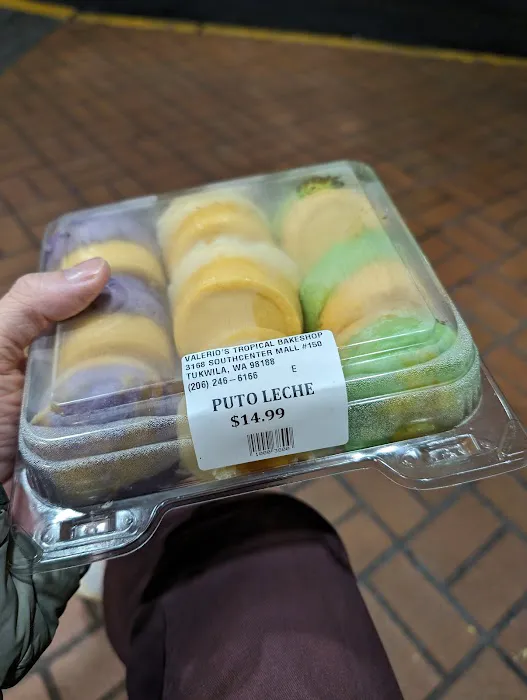 VALERIO'S TROPICAL BAKESHOP
3168 SOUTHCENTER MALL #150
TUKWILA, WA 98188
(206) 246-6166 E
PUTO LECHE
$14.99